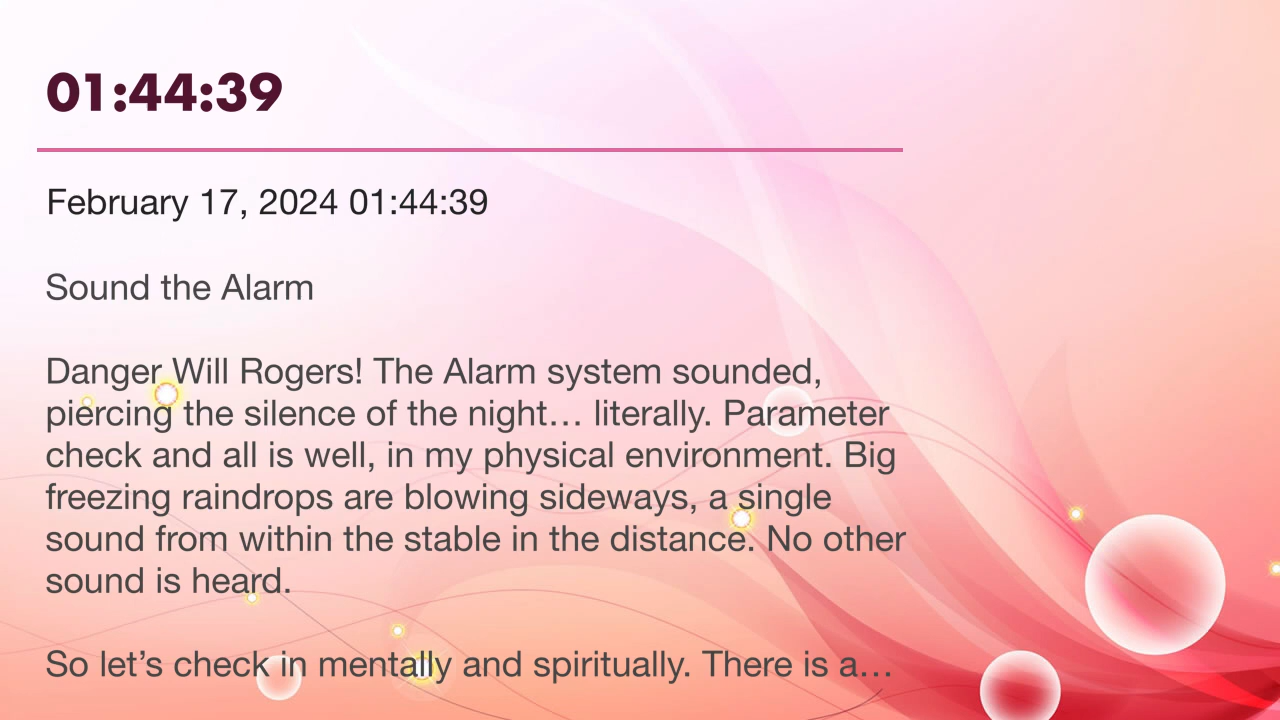 01:44:39
February 17, 2024 01:44:39
Sound the Alarm
Danger Will Rogers! The Alarm system sounded,
piercing the silence of the night… literally. Parameter
check and all is well, in my physical environment. Big
freezing raindrops are blowing sideways, a single
sound from within the stable in the distance. No other
sound is heard.
So let’s check in mentally and spiritually. There is a…